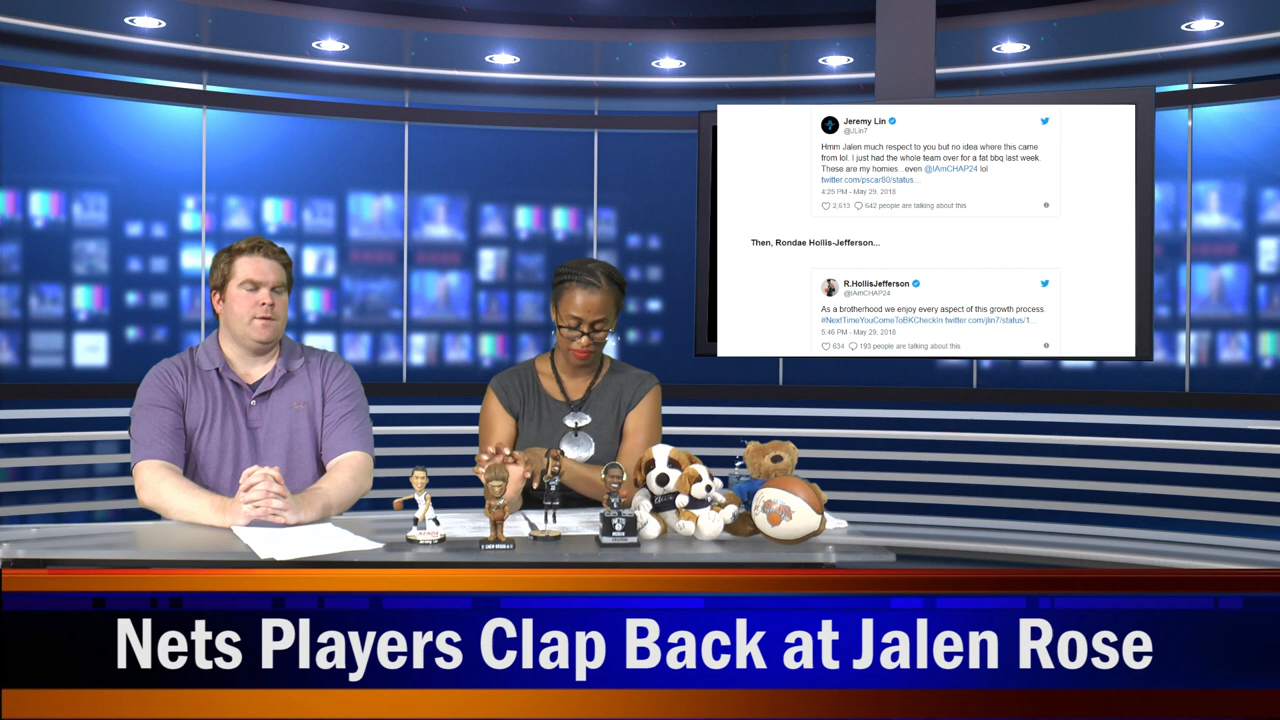 Jeremy Lin
@JLin7
Hmm Jalen much respect to you but no idea where this came
from lol. I just had the whole team over for a fat bbq last week.
These are my homies...even @IAmCHAP24 lol
twitter.com/pscar80/status...
4:25 PM - May 29, 2018
2,613 642 people are talking about this
Then, Rondae Hollis-Jefferson...
R.HollisJefferson
@IAmCHAP24
As a brotherhood we enjoy every aspect of this growth process.
#NextTimeYouComeToBKCheckIn twitter.com/jlin7/status/1...
5:46 PM - May 29, 2018
634 193 people are talking about this
NETS
Nets Players Clap Back at Jalen Rose